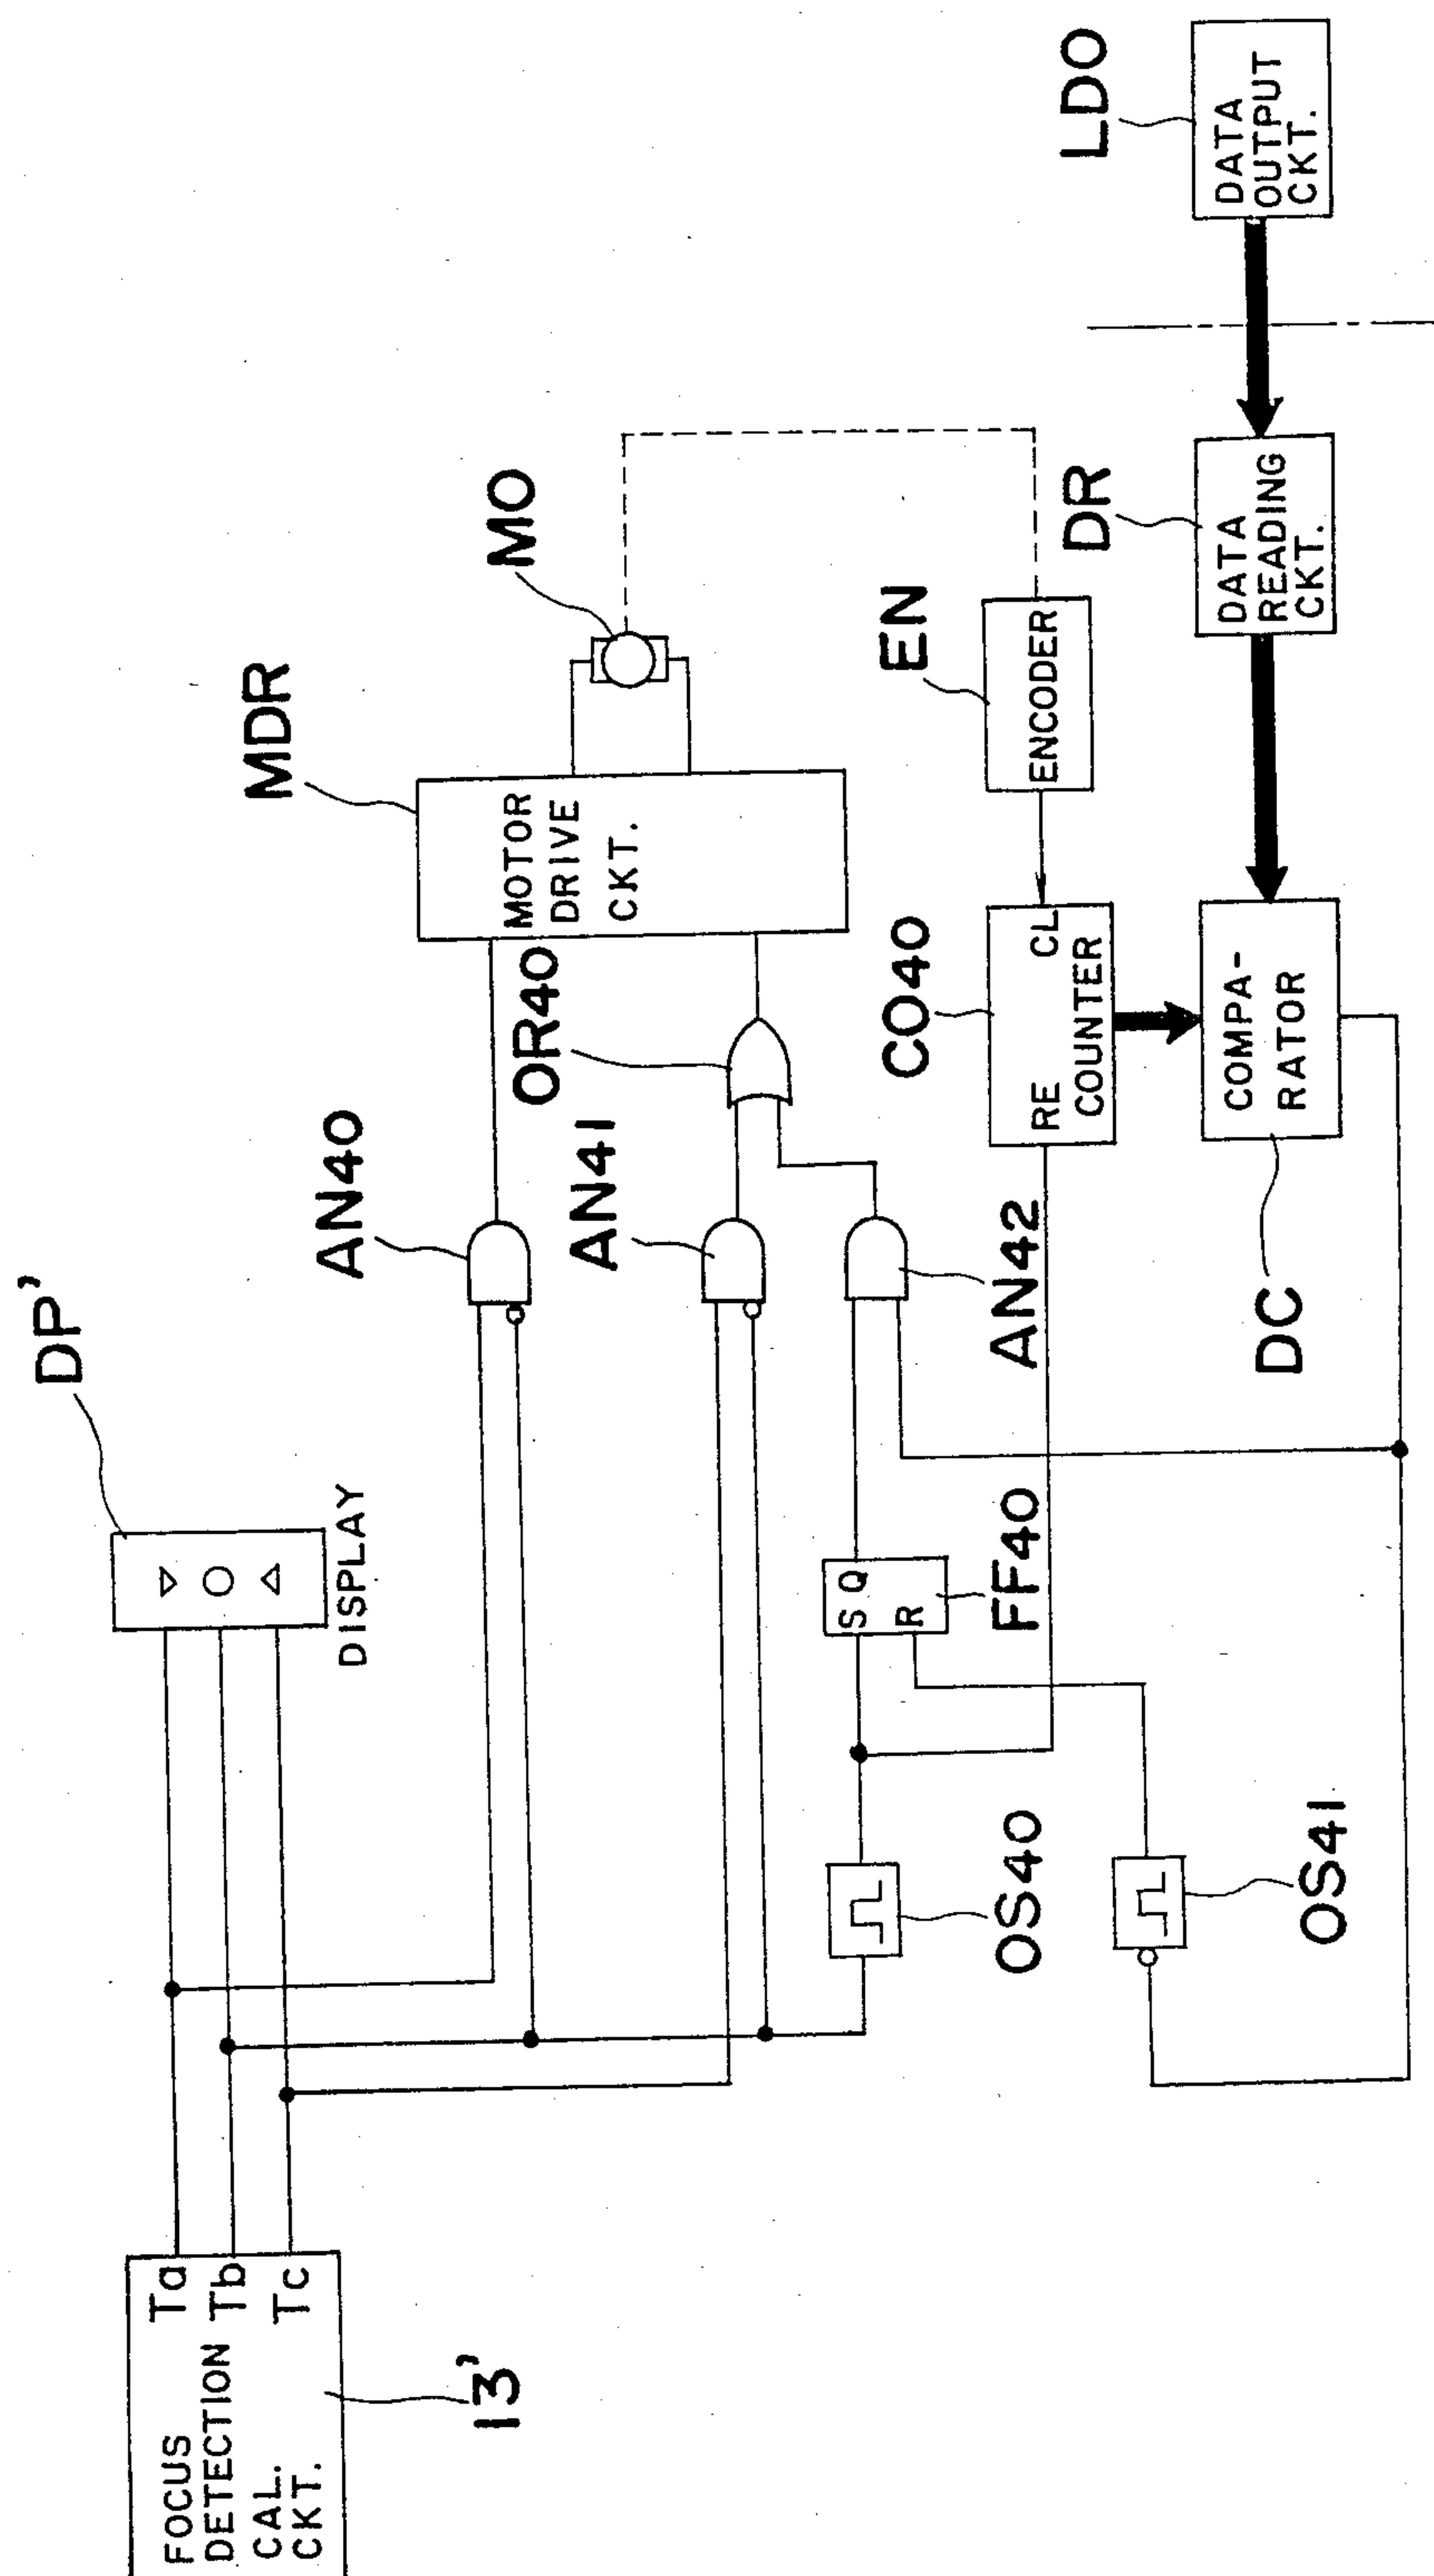 FOCUS
DETECTION
CAL.
CKT.
Ta
Tb
Tc
13'
DP'
DISPLAY
AN40
AN41
OR40
MDR
MOTOR
DRIVE
CKT.
MO
OS40
S Q
R
FF40
AN42
OS41
CO40
RE CL
COUNTER
EN
ENCODER
COMPA-
RATOR
DC
DR
DATA
READING
CKT.
LDO
DATA
OUTPUT
CKT.